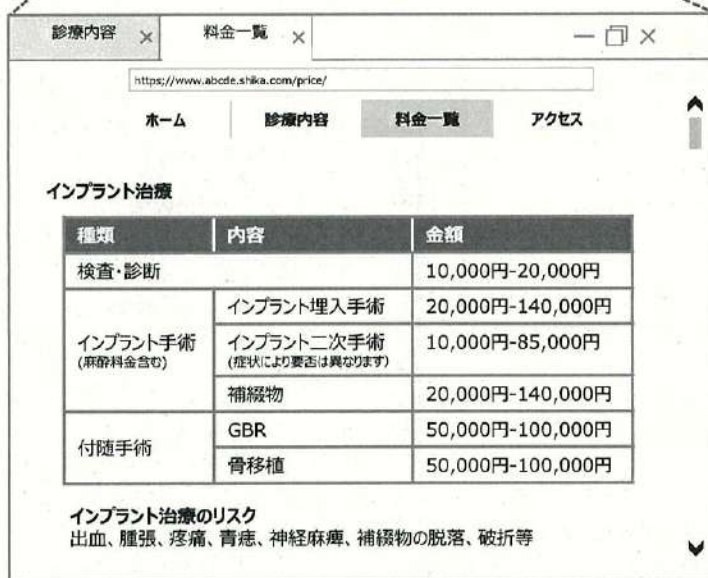 診療内容 × 料金一覧 ×
https;//www.abcde.shika.com/price/
ホーム 診療内容 料金一覧 アクセス
インプラント治療
種類 内容 金額
検査・診断 10,000円-20,000円
インプラント手術
(麻酔料金含む)
インプラント埋入手術 20,000円-140,000円
インプラント二次手術 10,000円-85,000円
(症状により要否は異なります)
補綴物 20,000円-140,000円
付随手術
GBR 50,000円-100,000円
骨移植 50,000円-100,000円
インプラント治療のリスク
出血、腫張、疼痛、青痣、神経麻痺、補綴物の脱落、破折等